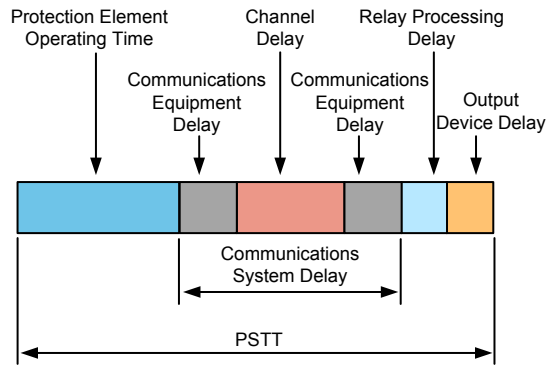 Protection Element
Operating Time
Channel
Delay
Relay Processing
Delay
Communications
Equipment
Delay
Communications
Equipment
Delay
Output
Device Delay
Communications
System Delay
PSTT